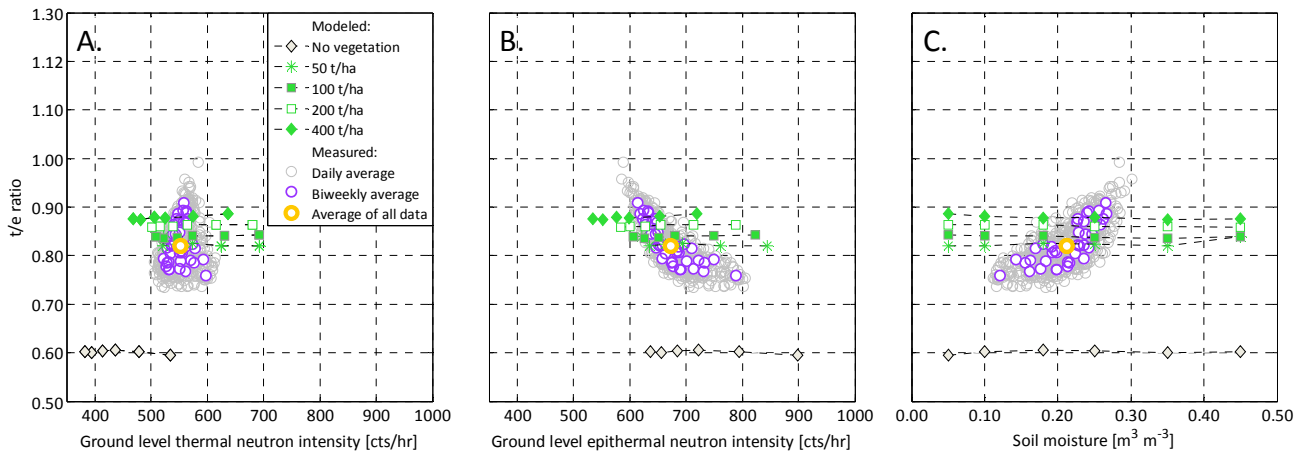 A.
B.
C.
t/e ratio
1.30
1.20
1.10
1.00
0.90
0.80
0.70
0.60
0.50
Modeled:
No vegetation
50 t/ha
100 t/ha
200 t/ha
400 t/ha
Measured:
Daily average
Biweekly average
Average of all data
400 500 600 700 800 900 1000
Ground level thermal neutron intensity [cts/hr]
400 500 600 700 800 900 1000
Ground level epithermal neutron intensity [cts/hr]
0.00 0.10 0.20 0.30 0.40 0.50
Soil moisture [m³ m⁻³]